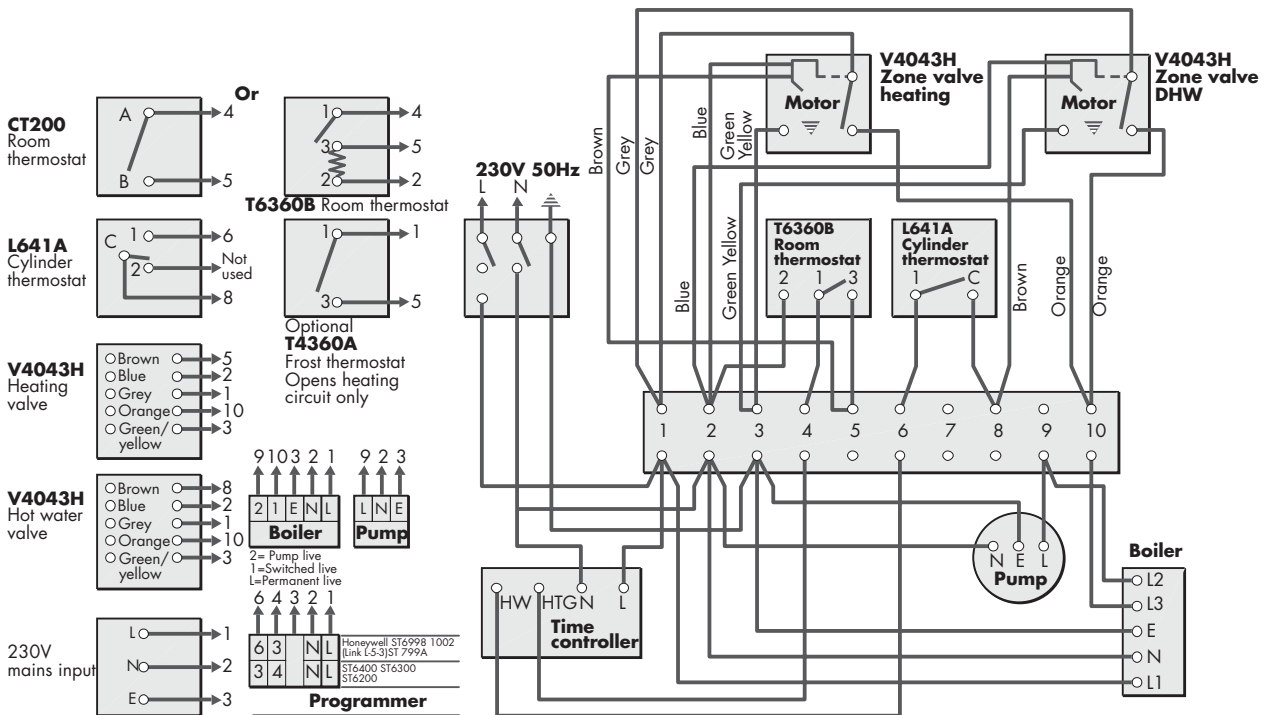 Or
CT200
Room
thermostat
A
B
4
5
1
3
2
4
5
2
T6360B Room thermostat
L641A
Cylinder
thermostat
C
1
2
6
Not
used
8
1
3
1
5
Optional
T4360A
Frost thermostat
Opens heating
circuit only
V4043H
Heating
valve
Brown 5
Blue 2
Grey 1
Orange 10
Green/
yellow
3
V4043H
Hot water
valve
Brown 8
Blue 2
Grey 1
Orange 10
Green/
yellow
3
9 10 3 2 1
2 1 E N L
Boiler
2= Pump live
1=Switched live
L=Permanent live
9 2 3
L N E
Pump
230V
mains input
L 1
N 2
E 3
6 4 3 2 1
6 3 N L
Honeywell ST6998 1002
(Link L-5-3)ST 799A
3 4 N L
ST6400 ST6300
ST6200
Programmer
230V 50Hz
L N
V4043H
Zone valve
heating
Motor
V4043H
Zone valve
DHW
Motor
Brown
Grey
Grey
Blue
Green
Yellow
Blue
Green Yellow
T6360B
Room
thermostat
2 1 3
L641A
Cylinder
thermostat
1 C
Brown
Orange
Orange
1 2 3 4 5 6 7 8 9 10
HW HTG N L
Time
controller
N E L
Pump
Boiler
L2
L3
E
N
L1